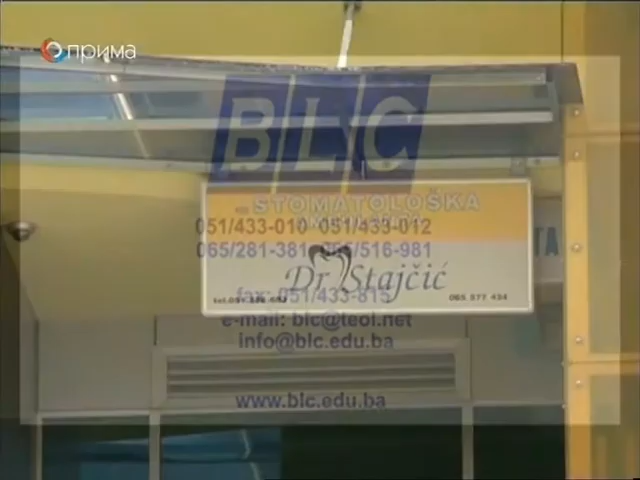 прима
BLC
STOMATOLOŠKA
051/433-010 051/433-012
065/281-381
516-981
Dr Stajčić
fax: 051/433-815
065 577 434
e-mail: blc@teol.net
info@blc.edu.ba
www.blc.edu.ba